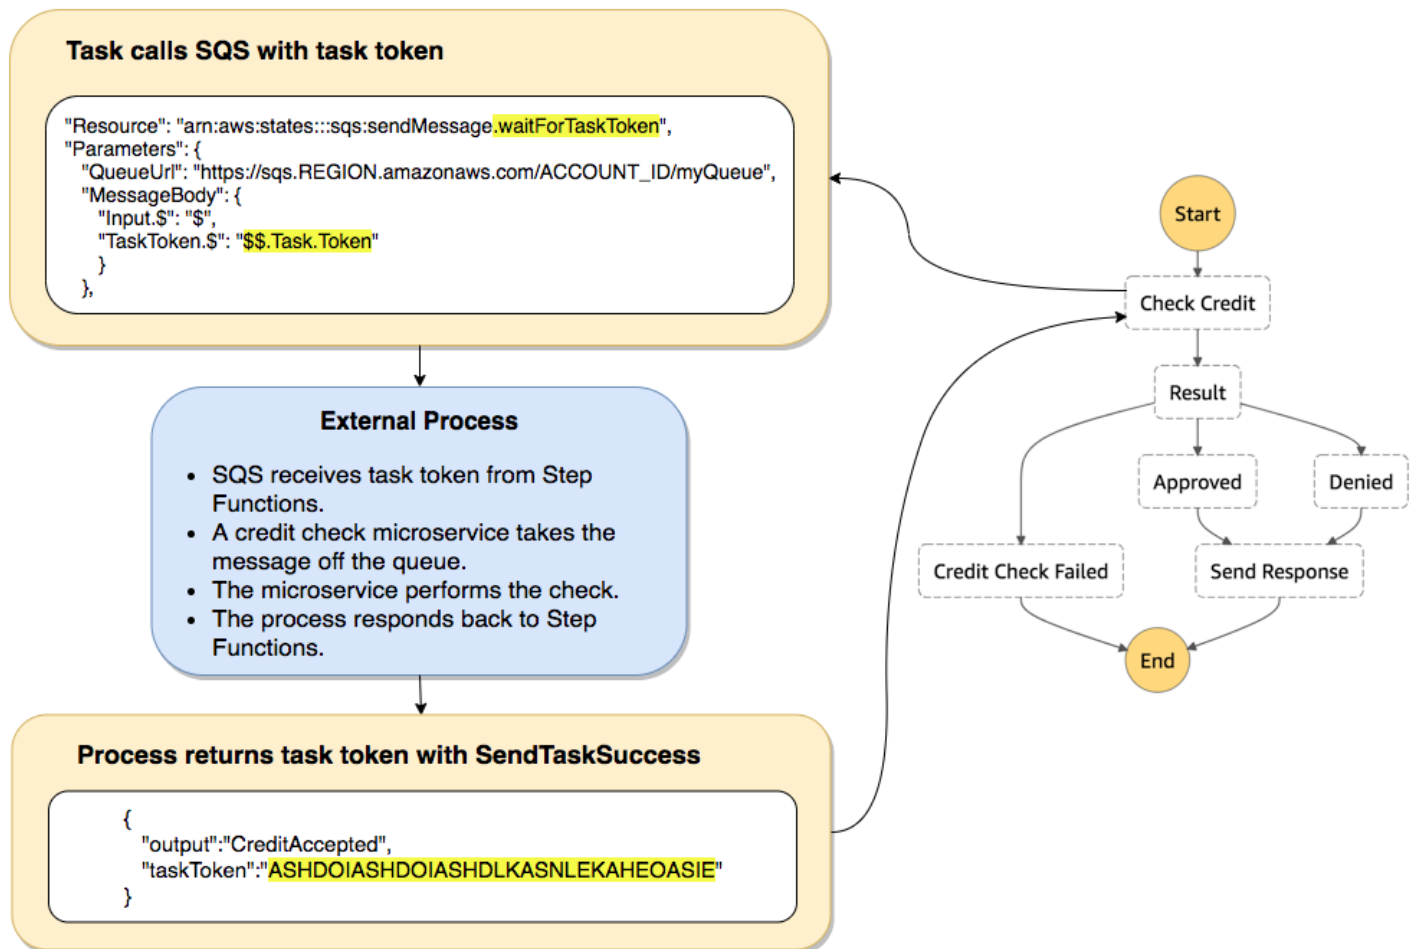 Task calls SQS with task token
"Resource": "arn:aws:states:::sqs:sendMessage.waitForTaskToken",
"Parameters": {
"QueueUrl": "https://sqs.REGION.amazonaws.com/ACCOUNT_ID/myQueue",
"MessageBody": {
"Input.$": "$",
"TaskToken.$": "$$.Task.Token"
}
},
External Process
• SQS receives task token from Step
Functions.
• A credit check microservice takes the
message off the queue.
• The microservice performs the check.
• The process responds back to Step
Functions.
Process returns task token with SendTaskSuccess
{
"output":"CreditAccepted",
"taskToken":"ASHDOIASHDOIASHDLKASNLEKAHEOASIE"
}
Start
Check Credit
Result
Approved
Denied
Credit Check Failed
Send Response
End